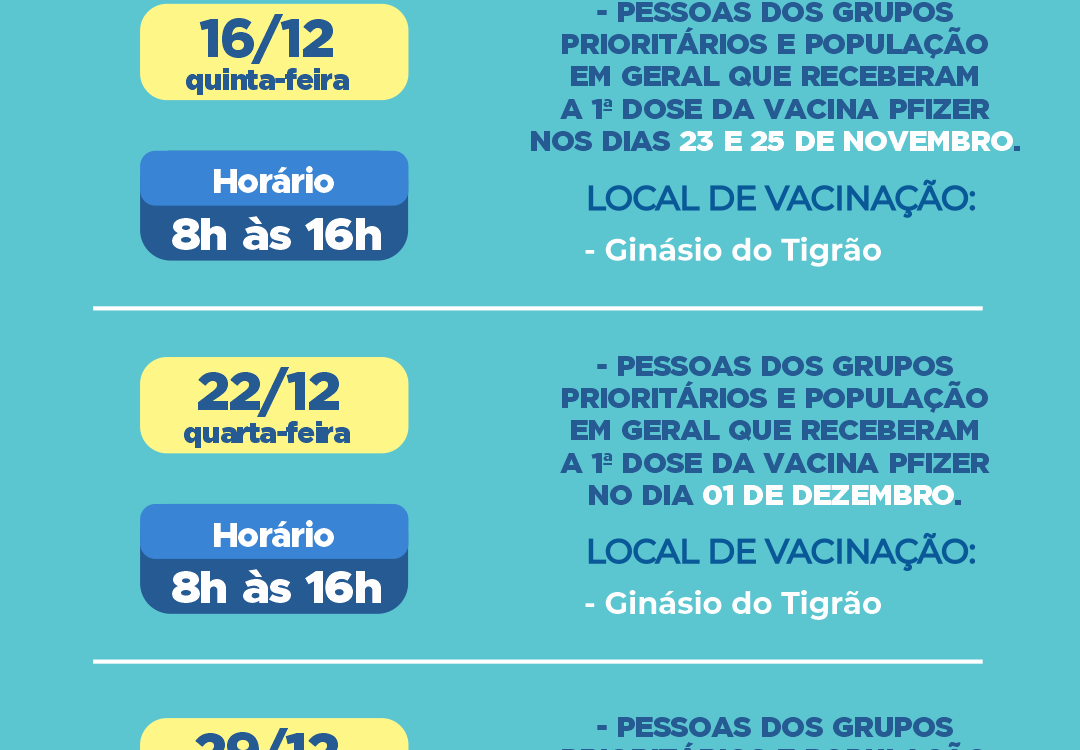 16/12
quinta-feira
Horário
8h às 16h
- PESSOAS DOS GRUPOS
PRIORITÁRIOS E POPULAÇÃO
EM GERAL QUE RECEBERAM
A 1ª DOSE DA VACINA PFIZER
NOS DIAS 23 E 25 DE NOVEMBRO.
LOCAL DE VACINAÇÃO:
- Ginásio do Tigrão
22/12
quarta-feira
Horário
8h às 16h
- PESSOAS DOS GRUPOS
PRIORITÁRIOS E POPULAÇÃO
EM GERAL QUE RECEBERAM
A 1ª DOSE DA VACINA PFIZER
NO DIA 01 DE DEZEMBRO.
LOCAL DE VACINAÇÃO:
- Ginásio do Tigrão
29/12
- PESSOAS DOS GRUPOS